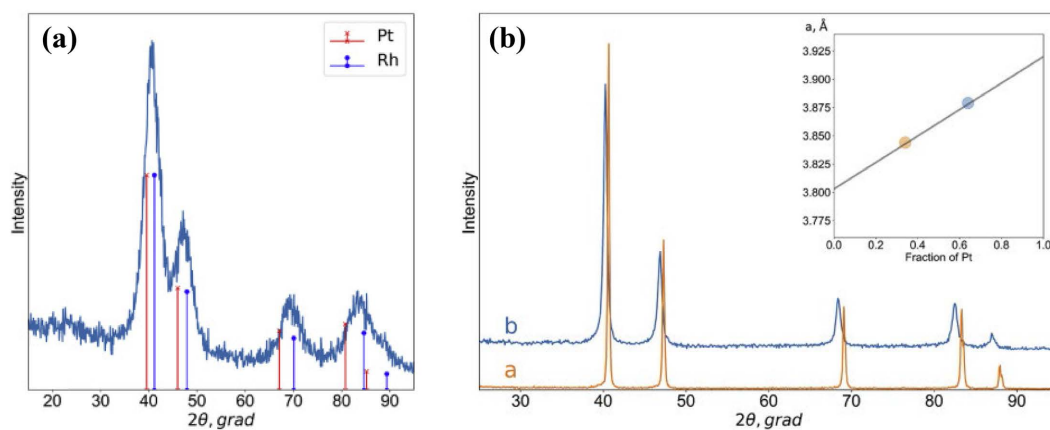 (a)
Pt
Rh
Intensity
20 30 40 50 60 70 80 90
2θ, grad
(b)
a, Å
3.925
3.900
3.875
3.850
3.825
3.800
3.775
0.0 0.2 0.4 0.6 0.8 1.0
Fraction of Pt
Intensity
b
a
30 40 50 60 70 80 90
2θ, grad